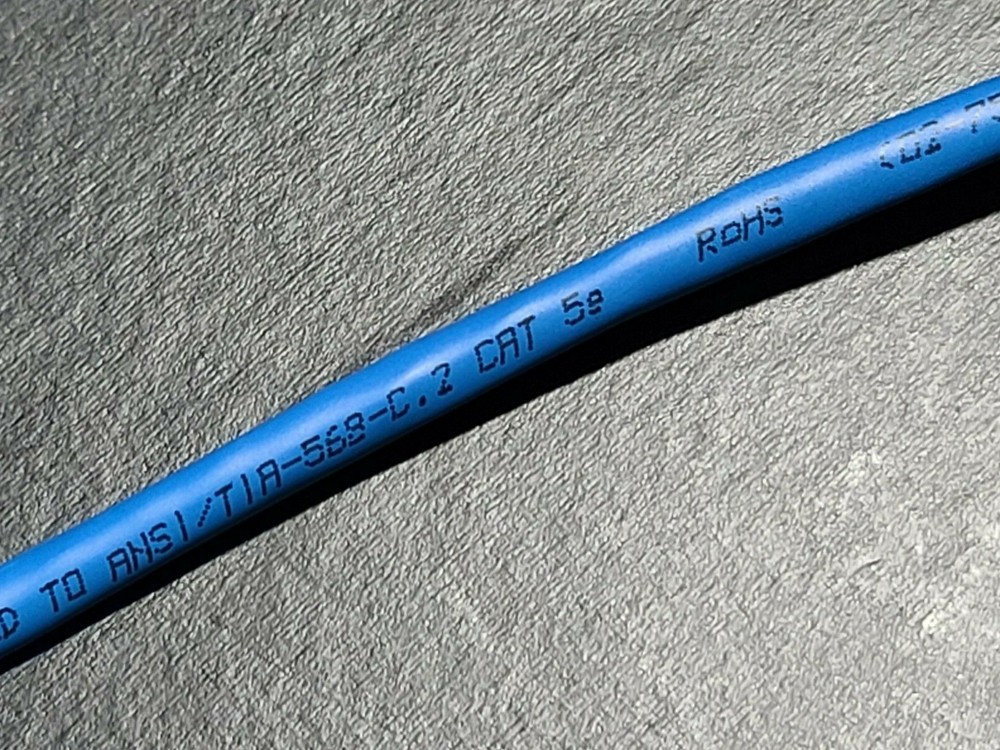 TO ANSI/TIA-568-C.2 CAT 5e RoHS